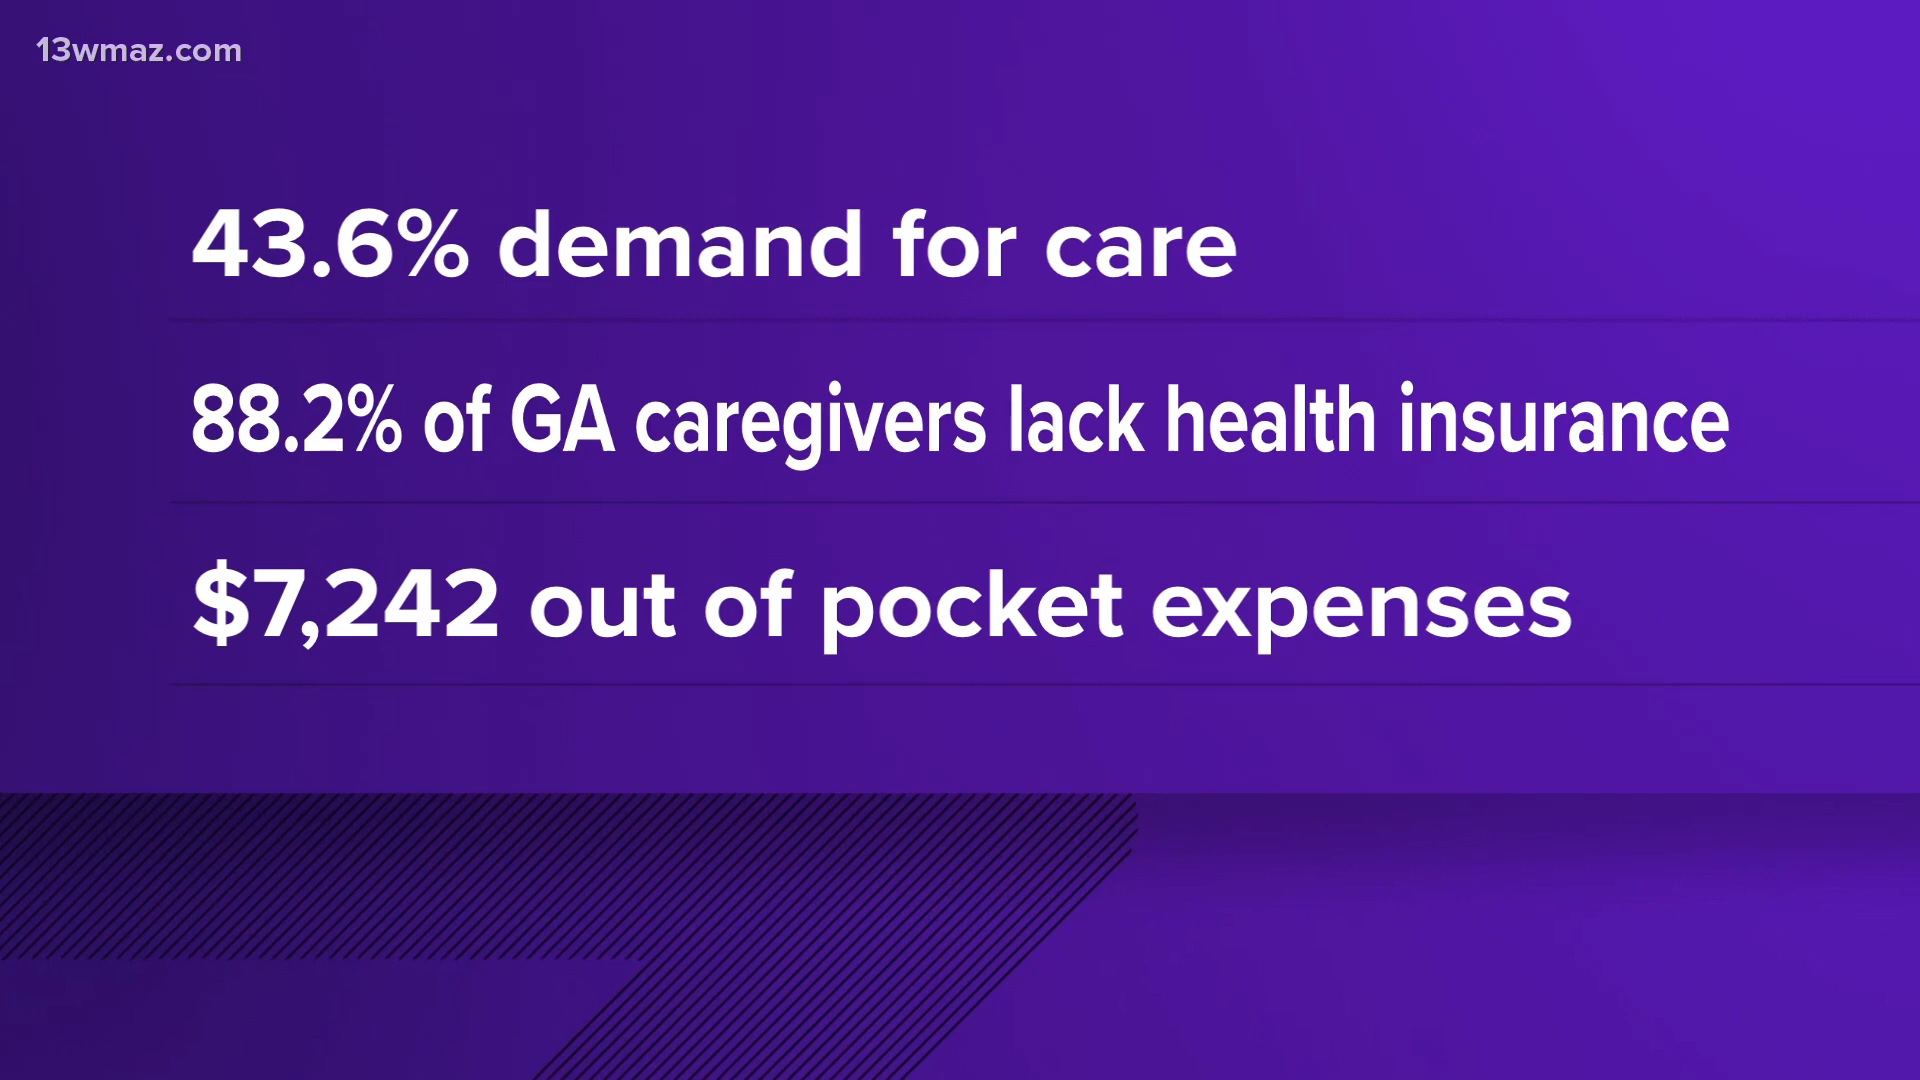 13wmaz.com
43.6% demand for care
88.2% of GA caregivers lack health insurance
$7,242 out of pocket expenses